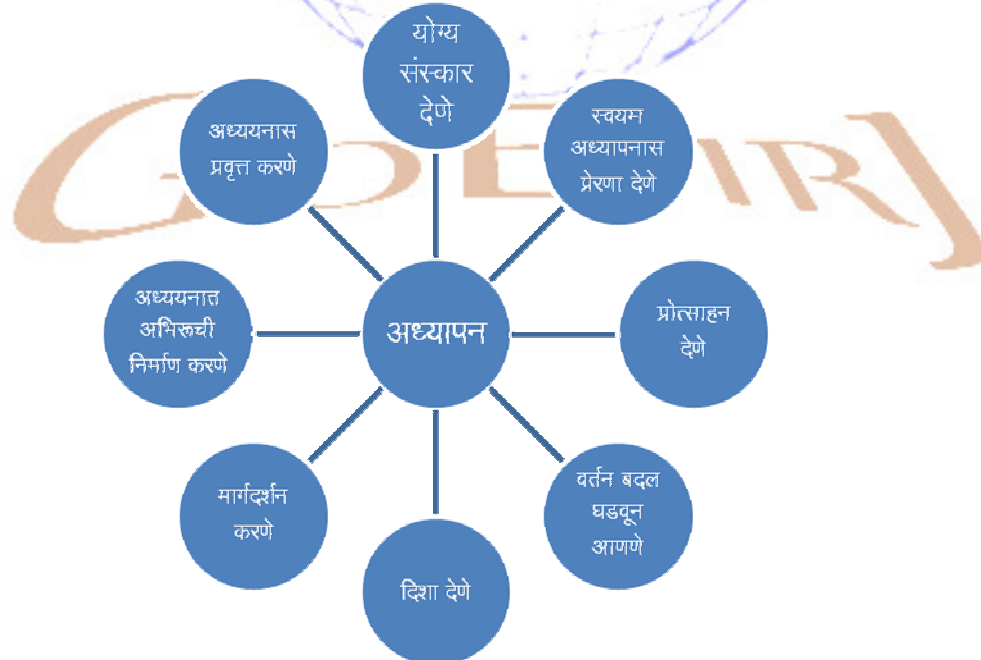 योग्य
संस्कार
देणे
स्वयम
अध्यापनास
प्रेरणा देणे
प्रोत्साहन
देणे
वर्तन बदल
घडवून
आणणे
दिशा देणे
मार्गदर्शन
करणे
अध्ययनात
अभिरूची
निर्माण करणे
अध्ययनास
प्रवृत्त करणे
अध्यापन